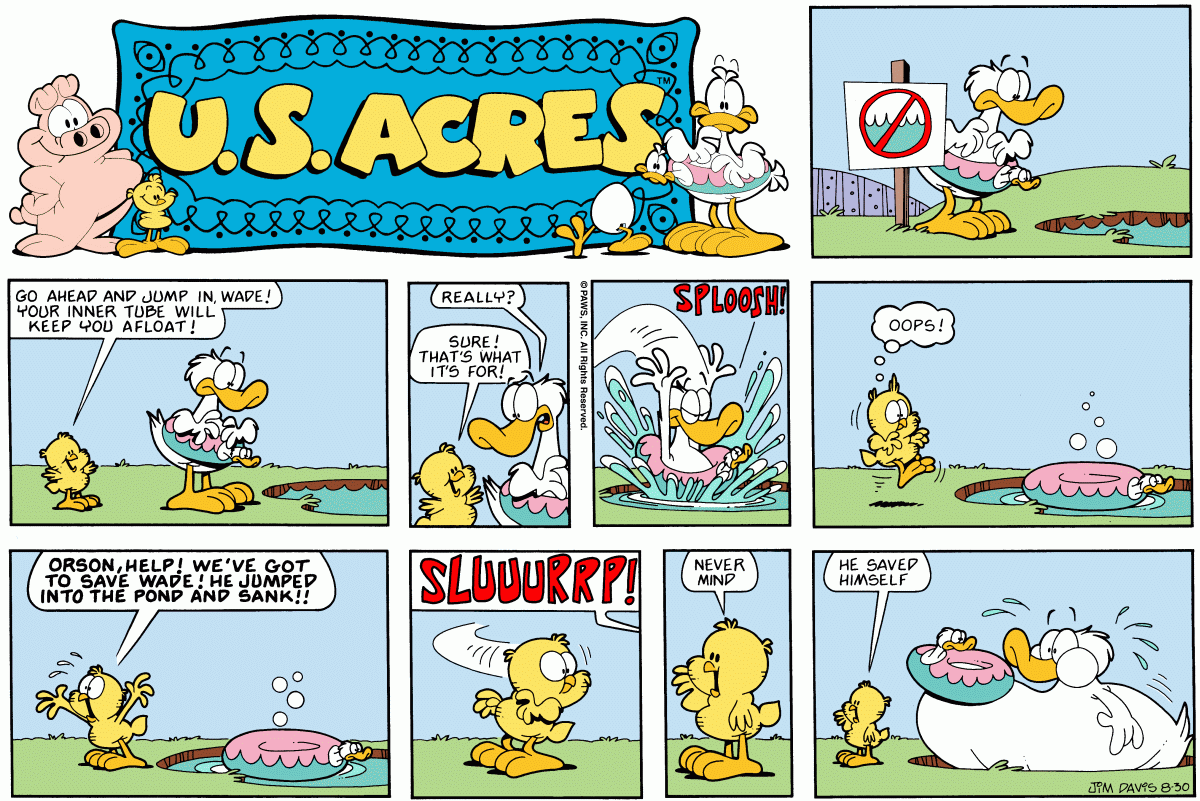 U.S. ACRES
TM
GO AHEAD AND JUMP IN, WADE!
YOUR INNER TUBE WILL
KEEP YOU AFLOAT!
REALLY?
SURE!
THAT'S WHAT
IT'S FOR!
© PAWS, INC. All Rights Reserved.
SPLOOSH!
OOPS!
ORSON, HELP! WE'VE GOT
TO SAVE WADE! HE JUMPED
INTO THE POND AND SANK!!
SLUUURRP!
NEVER
MIND
HE SAVED
HIMSELF
JIM DAVIS 8-30